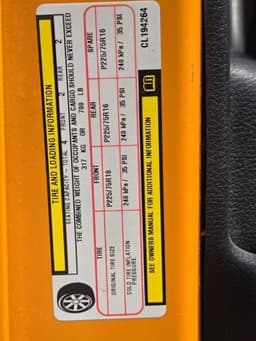 TIRE AND LOADING INFORMATION
SEATING CAPACITY - TOTAL 4 FRONT 2 REAR 2
THE COMBINED WEIGHT OF OCCUPANTS AND CARGO SHOULD NEVER EXCEED
317 KG OR 700 LB
TIRE FRONT REAR SPARE
ORIGINAL TIRE SIZE P225/75R16 P225/75R16 P225/75R16
COLD TIRE INFLATION PRESSURE 240 kPa / 35 PSI 240 kPa / 35 PSI 240 kPa / 35 PSI
SEE OWNERS MANUAL FOR ADDITIONAL INFORMATION
CL194264